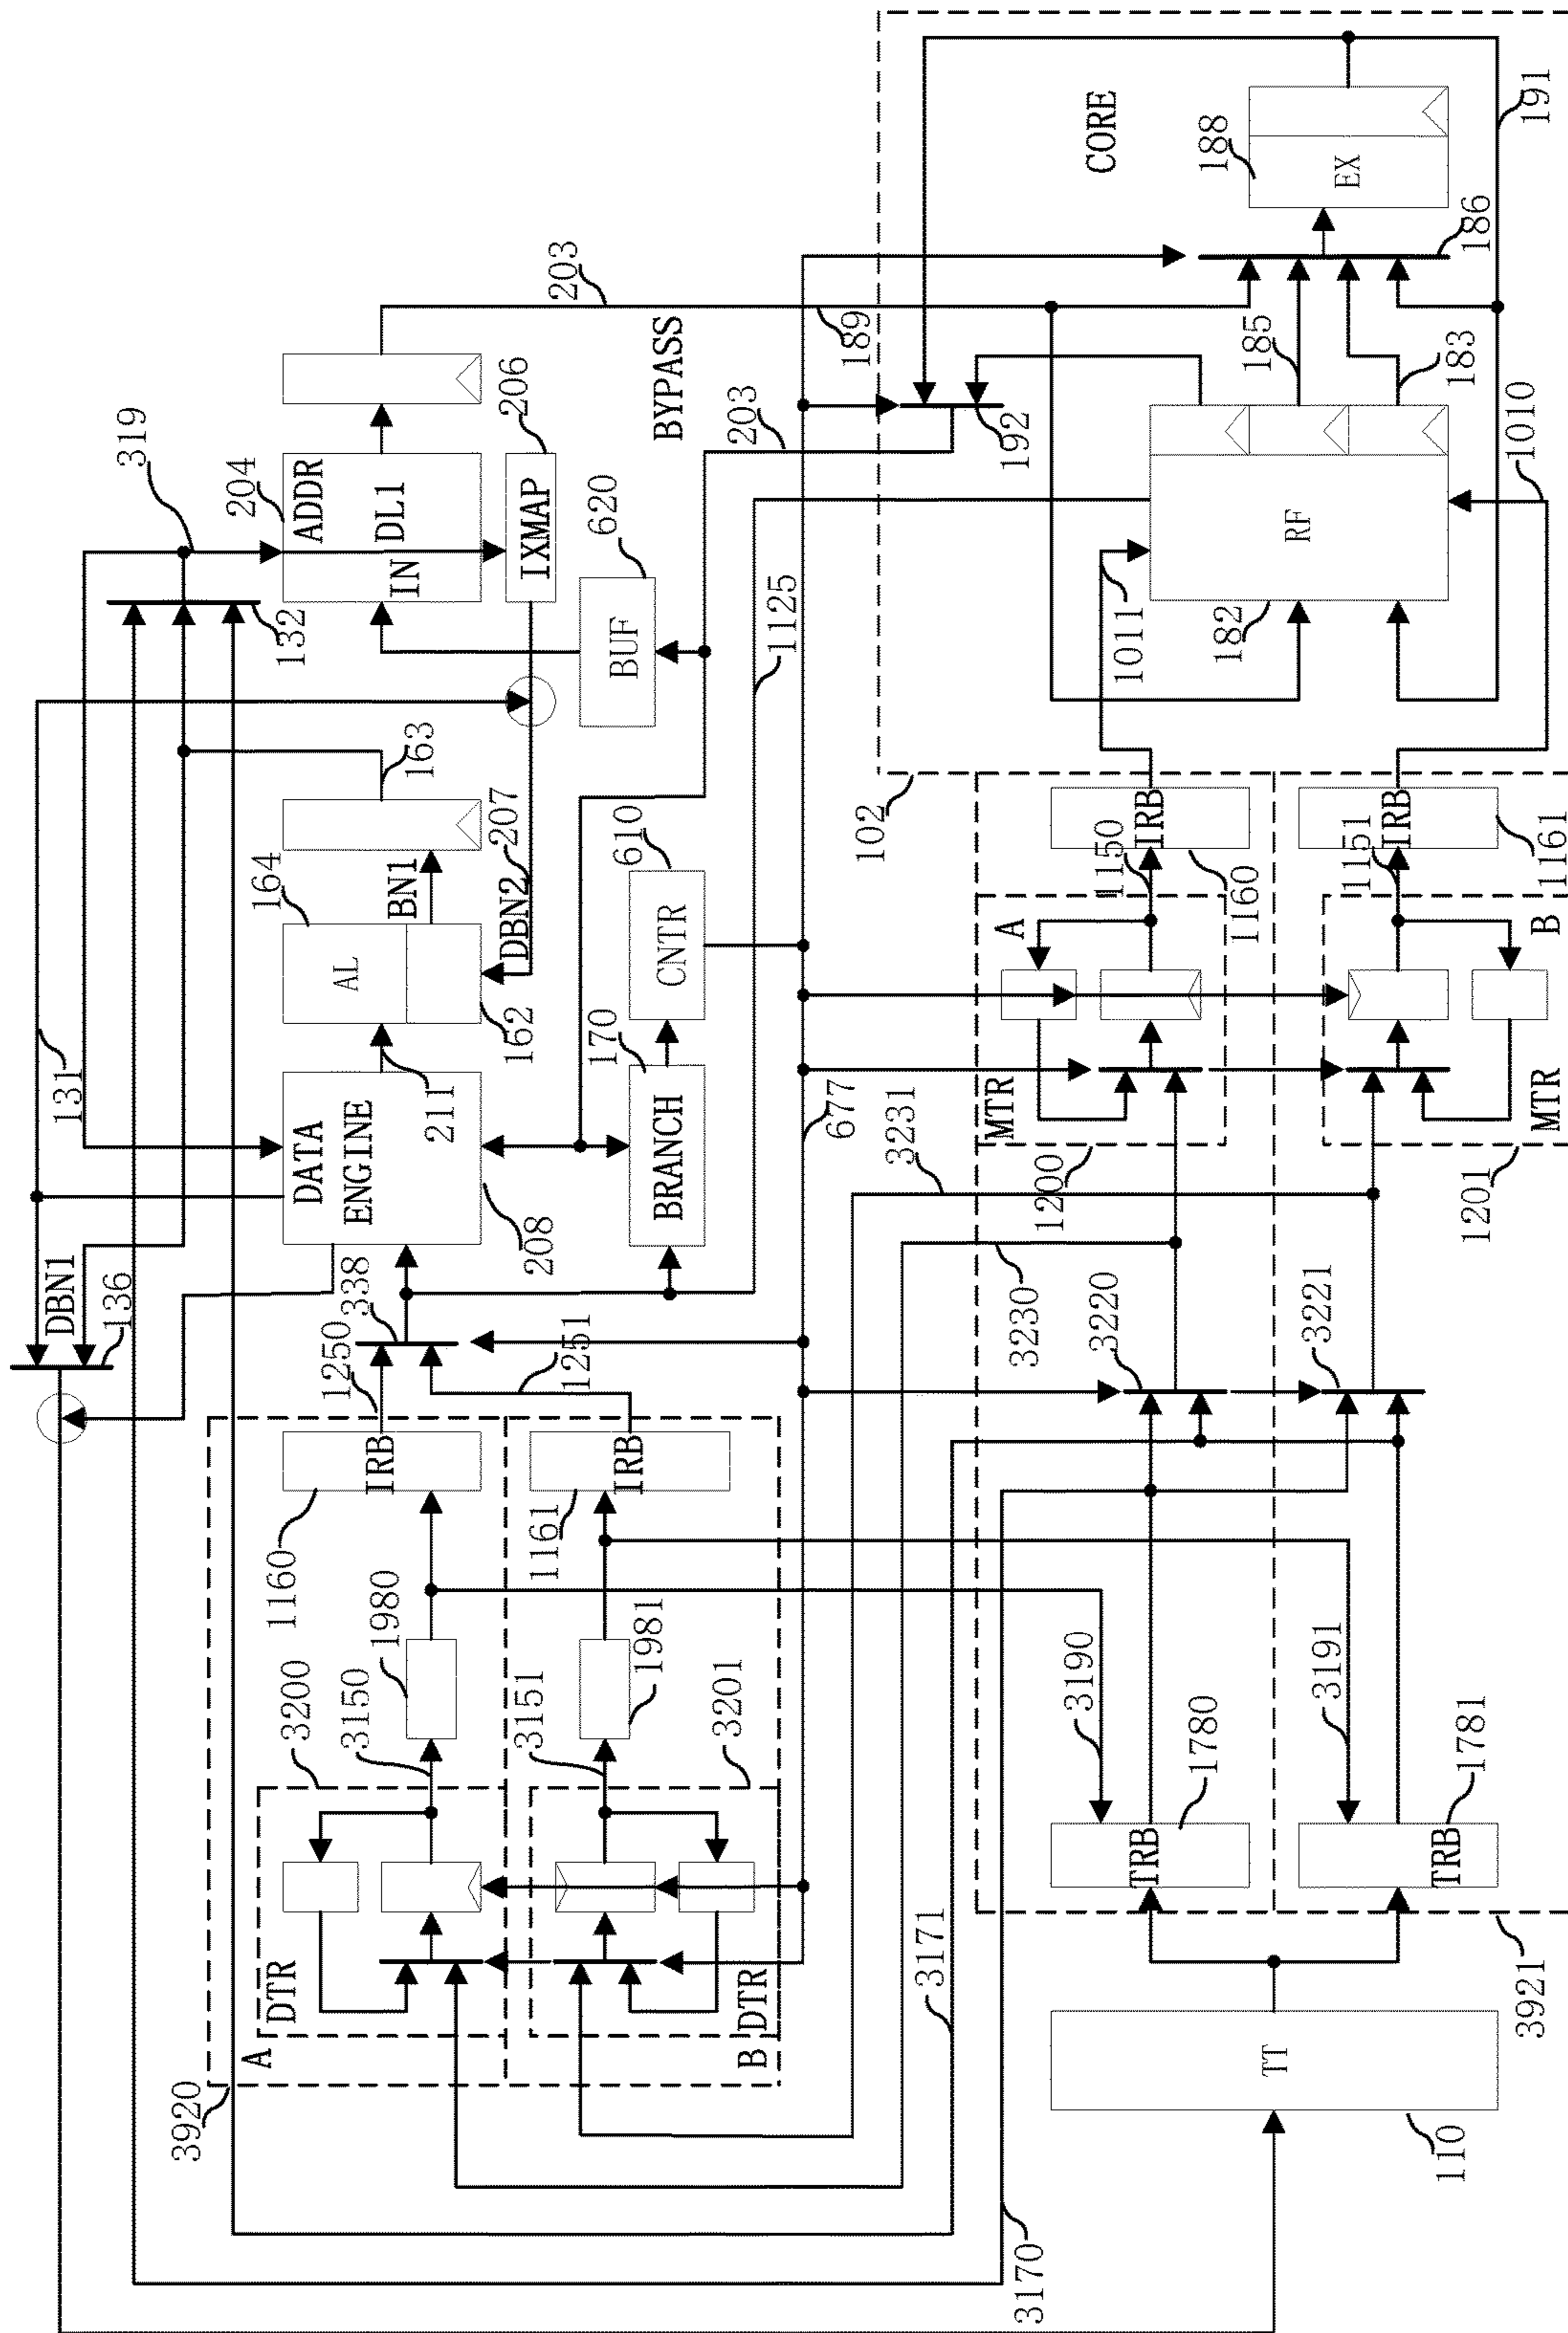 3920
A
DTR
3200
3150
1980
1160
IRB
1250
338
1251
DBN1
136
131
DATA
ENGINE
211
208
164
AL
BN1
162
163
DBN2
207
319
132
204
ADDR
DL1
IN
IXMAP
206
BUF
620
BYPASS
203
189
203
B
DTR
3201
3151
1981
1161
IRB
BRANCH
170
CNTR
610
1125
677
3231
3230
3171
3170
110
TT
3921
TRB
1780
3190
TRB
1781
3191
3220
3221
MTR
A
1200
1150
IRB
1160
102
MTR
B
1201
1151
IRB
1161
1011
182
RF
1010
192
185
183
186
188
EX
CORE
191